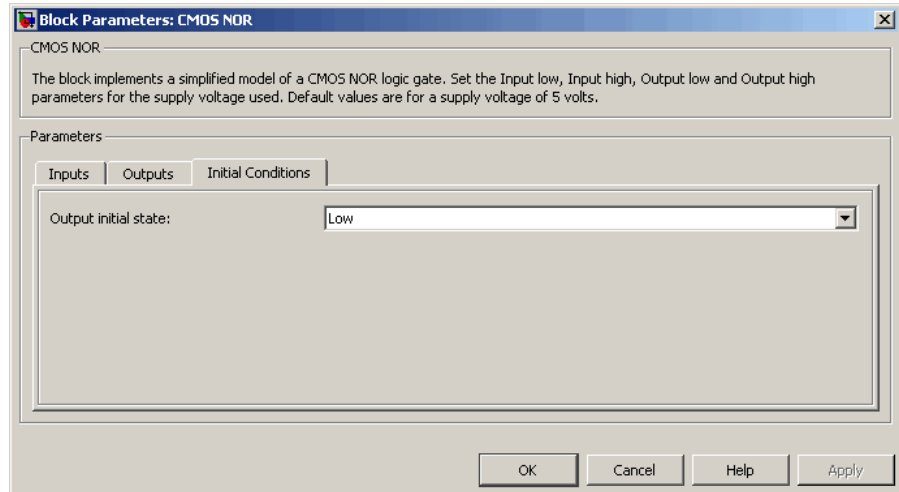 Block Parameters: CMOS NOR
CMOS NOR
The block implements a simplified model of a CMOS NOR logic gate. Set the Input low, Input high, Output low and Output high
parameters for the supply voltage used. Default values are for a supply voltage of 5 volts.
Parameters
Inputs Outputs Initial Conditions
Output initial state: Low
OK Cancel Help Apply